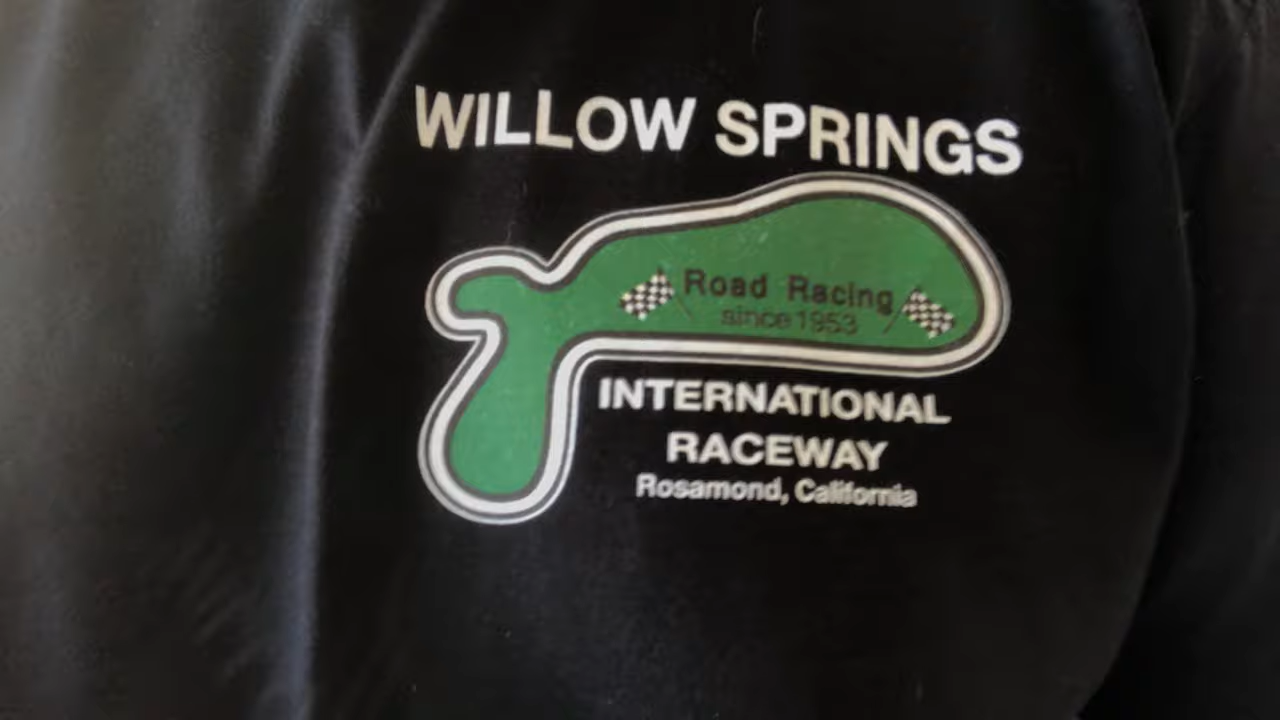 WILLOW SPRINGS
Road Racing
since 1953
INTERNATIONAL
RACEWAY
Rosamond, California